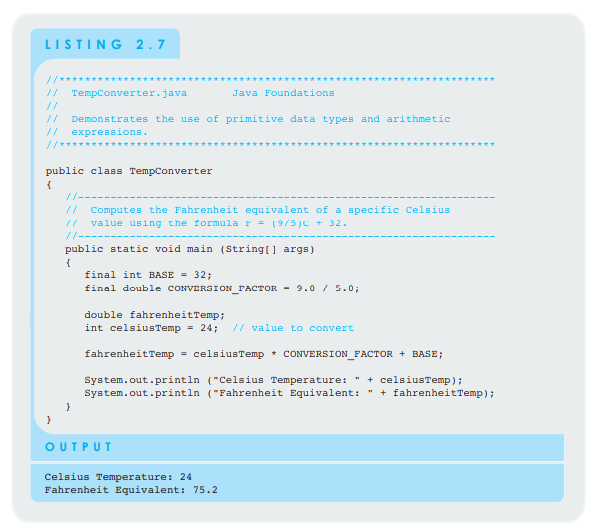 LISTING 2.7
//********************************************************************
//  TempConverter.java       Java Foundations
//
//  Demonstrates the use of primitive data types and arithmetic
//  expressions.
//********************************************************************
public class TempConverter
{
//-----------------------------------------------------------------
//  Computes the Fahrenheit equivalent of a specific Celsius
//  value using the formula F = (9/5)C + 32.
//-----------------------------------------------------------------
public static void main (String[] args)
{
final int BASE = 32;
final double CONVERSION_FACTOR = 9.0 / 5.0;
double fahrenheitTemp;
int celsiusTemp = 24;  // value to convert
fahrenheitTemp = celsiusTemp * CONVERSION_FACTOR + BASE;
System.out.println ("Celsius Temperature: " + celsiusTemp);
System.out.println ("Fahrenheit Equivalent: " + fahrenheitTemp);
}
}
OUTPUT
Celsius Temperature: 24
Fahrenheit Equivalent: 75.2